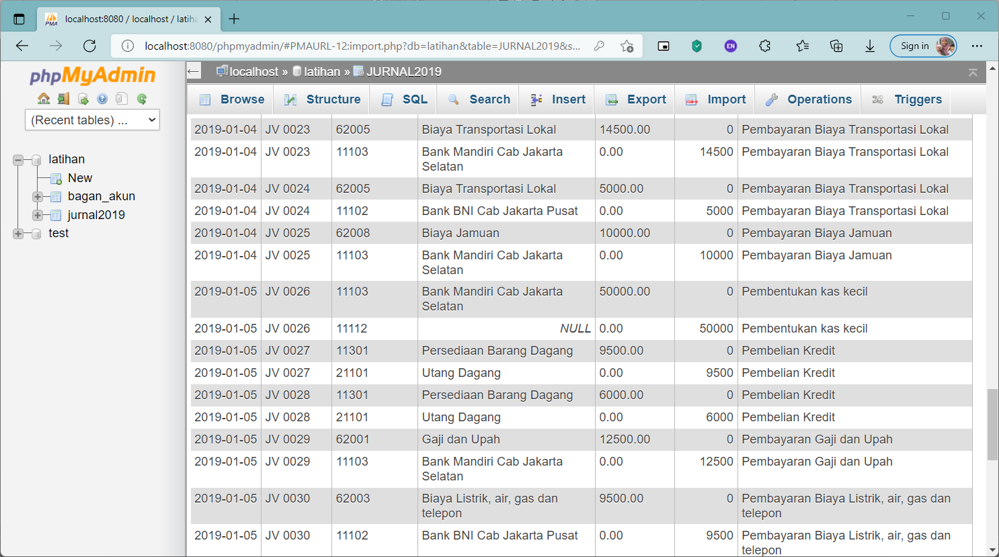 localhost:8080 / localhost / latiha
localhost:8080/phpmyadmin/#PMAURL-12:import.php?db=latihan&table=JURNAL2019&s...
EN
Sign in
phpMyAdmin
(Recent tables) ...
latihan
New
bagan_akun
jurnal2019
test
localhost » latihan » JURNAL2019
Browse Structure SQL Search Insert Export Import Operations Triggers
2019-01-04 JV 0023 62005 Biaya Transportasi Lokal 14500.00 0 Pembayaran Biaya Transportasi Lokal
2019-01-04 JV 0023 11103 Bank Mandiri Cab Jakarta 0.00 14500 Pembayaran Biaya Transportasi Lokal
Selatan
2019-01-04 JV 0024 62005 Biaya Transportasi Lokal 5000.00 0 Pembayaran Biaya Transportasi Lokal
2019-01-04 JV 0024 11102 Bank BNI Cab Jakarta Pusat 0.00 5000 Pembayaran Biaya Transportasi Lokal
2019-01-04 JV 0025 62008 Biaya Jamuan 10000.00 0 Pembayaran Biaya Jamuan
2019-01-04 JV 0025 11103 Bank Mandiri Cab Jakarta 0.00 10000 Pembayaran Biaya Jamuan
Selatan
2019-01-05 JV 0026 11103 Bank Mandiri Cab Jakarta 50000.00 0 Pembentukan kas kecil
Selatan
2019-01-05 JV 0026 11112 NULL 0.00 50000 Pembentukan kas kecil
2019-01-05 JV 0027 11301 Persediaan Barang Dagang 9500.00 0 Pembelian Kredit
2019-01-05 JV 0027 21101 Utang Dagang 0.00 9500 Pembelian Kredit
2019-01-05 JV 0028 11301 Persediaan Barang Dagang 6000.00 0 Pembelian Kredit
2019-01-05 JV 0028 21101 Utang Dagang 0.00 6000 Pembelian Kredit
2019-01-05 JV 0029 62001 Gaji dan Upah 12500.00 0 Pembayaran Gaji dan Upah
2019-01-05 JV 0029 11103 Bank Mandiri Cab Jakarta 0.00 12500 Pembayaran Gaji dan Upah
Selatan
2019-01-05 JV 0030 62003 Biaya Listrik, air, gas dan 9500.00 0 Pembayaran Biaya Listrik, air, gas dan
telepon telepon
2019-01-05 JV 0030 11102 Bank BNI Cab Jakarta Pusat 0.00 9500 Pembayaran Biaya Listrik, air, gas dan
telepon